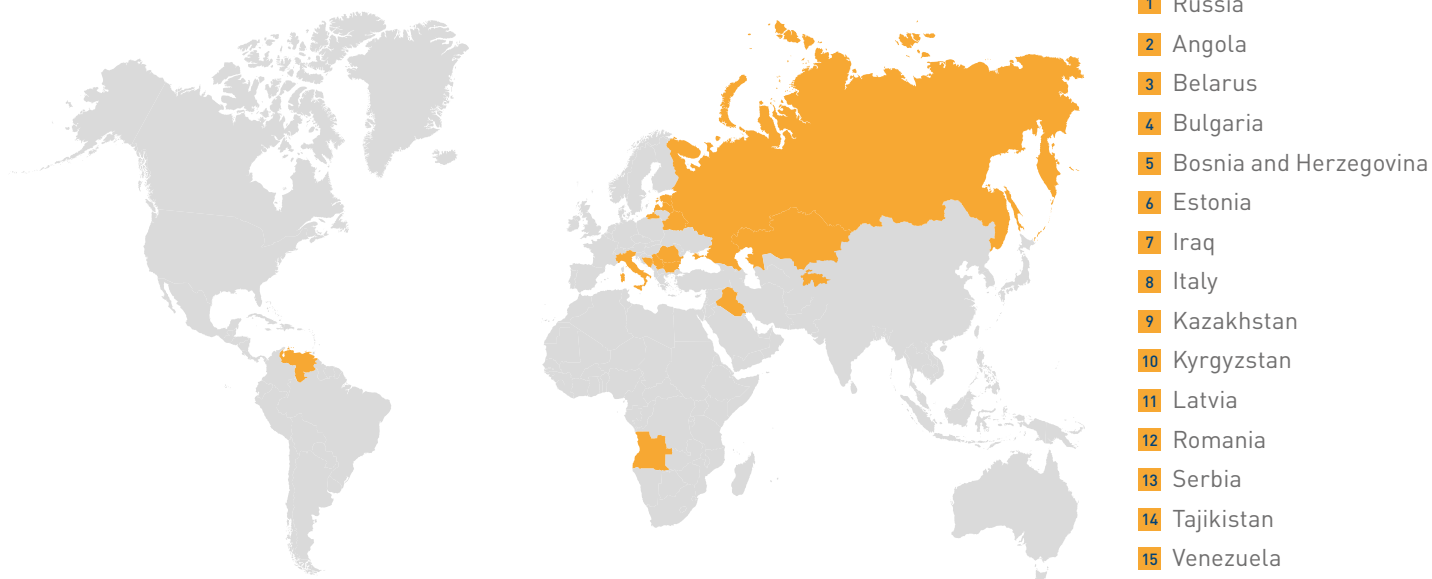 1 Russia
2 Angola
3 Belarus
4 Bulgaria
5 Bosnia and Herzegovina
6 Estonia
7 Iraq
8 Italy
9 Kazakhstan
10 Kyrgyzstan
11 Latvia
12 Romania
13 Serbia
14 Tajikistan
15 Venezuela